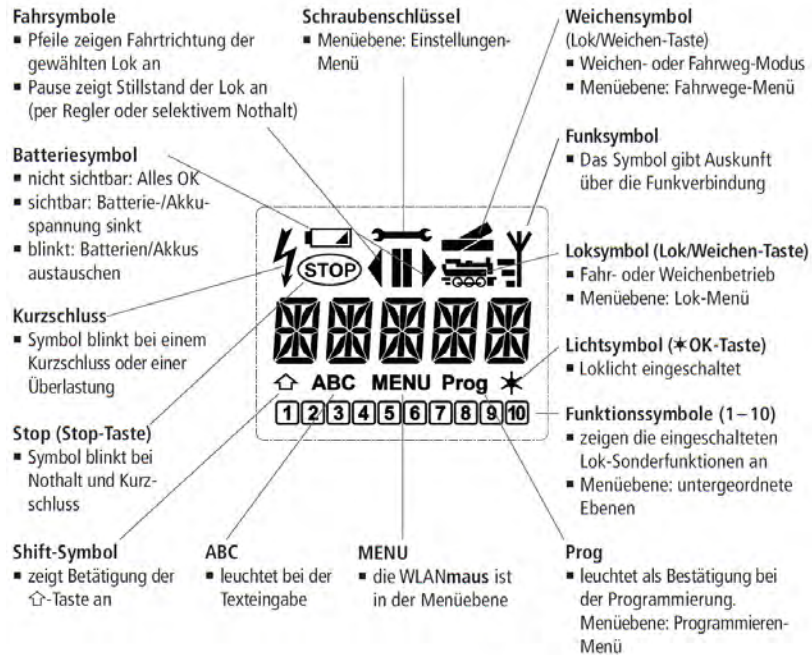 Fahrsymbole
▪ Pfeile zeigen Fahrtrichtung der
gewählten Lok an
▪ Pause zeigt Stillstand der Lok an
(per Regler oder selektivem Nothalt)
Schraubenschlüssel
▪ Menüebene: Einstellungen-
Menü
Weichensymbol
(Lok/Weichen-Taste)
▪ Weichen- oder Fahrweg-Modus
▪ Menüebene: Fahrwege-Menü
Funksymbol
▪ Das Symbol gibt Auskunft
über die Funkverbindung
Batteriesymbol
▪ nicht sichtbar: Alles OK
▪ sichtbar: Batterie-/Akku-
spannung sinkt
▪ blinkt: Batterien/Akkus
austauschen
Kurzschluss
▪ Symbol blinkt bei einem
Kurzschluss oder einer
Überlastung
Stop (Stop-Taste)
▪ Symbol blinkt bei
Nothalt und Kurz-
schluss
STOP
⇧ ABC MENU Prog ✶
1 2 3 4 5 6 7 8 9 10
Loksymbol (Lok/Weichen-Taste)
▪ Fahr- oder Weichenbetrieb
▪ Menüebene: Lok-Menü
Lichtsymbol (✶OK-Taste)
▪ Loklicht eingeschaltet
Funktionssymbole (1–10)
▪ zeigen die eingeschalteten
Lok-Sonderfunktionen an
▪ Menüebene: untergeordnete
Ebenen
Shift-Symbol
▪ zeigt Betätigung der
⇧-Taste an
ABC
▪ leuchtet bei der
Texteingabe
MENU
▪ die WLANmaus ist
in der Menüebene
Prog
▪ leuchtet als Bestätigung bei
der Programmierung.
Menüebene: Programmieren-
Menü